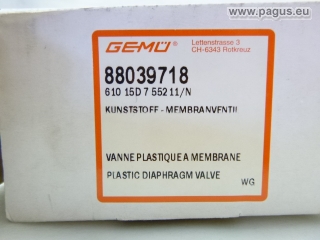 www.pagus.eu
GEMÜ
Lettenstrasse 3
CH-6343 Rotkreuz
88039718
610 15D 7 552 11/N
KUNSTSTOFF - MEMBRANVENTIL
VANNE PLASTIQUE A MEMBRANE
PLASTIC DIAPHRAGM VALVE
WG